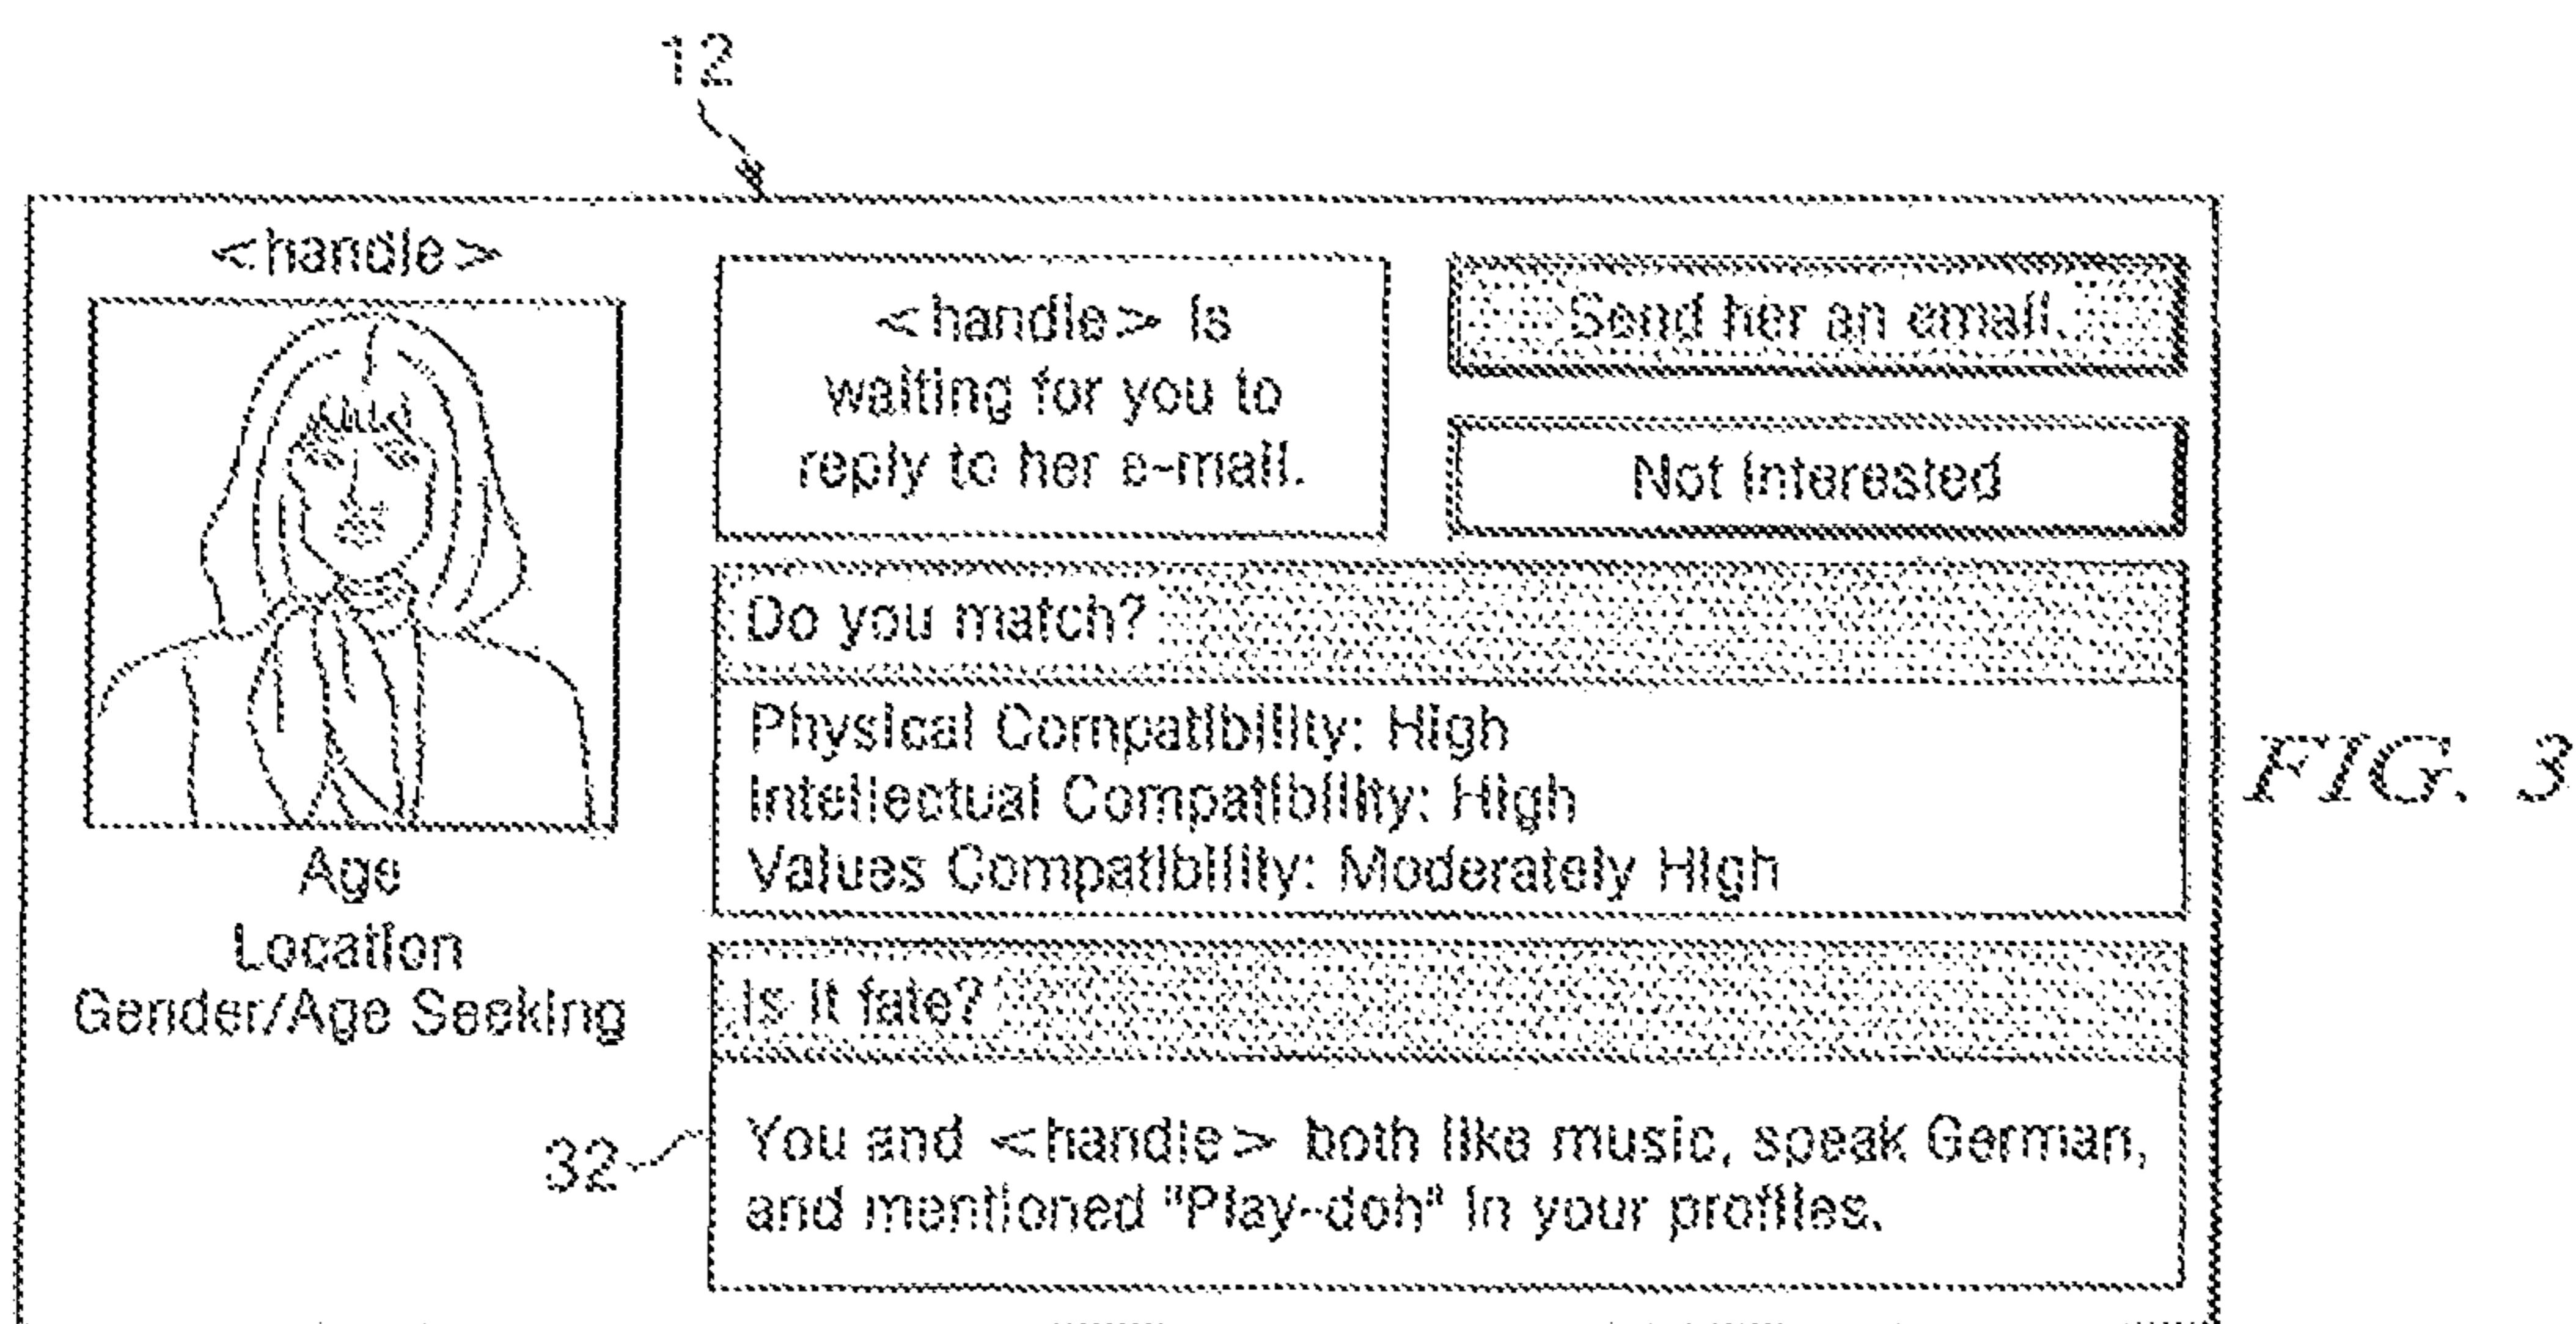 12
<handle>
<handle> is
waiting for you to
reply to her e-mail.
Send her an email.
Not Interested
Do you match?
Physical Compatibility: High
Intellectual Compatibility: High
Values Compatibility: Moderately High
Age
Location
Gender/Age Seeking
Is it fate?
32
You and <handle> both like music, speak German,
and mentioned "Play-doh" in your profiles.
FIG. 3